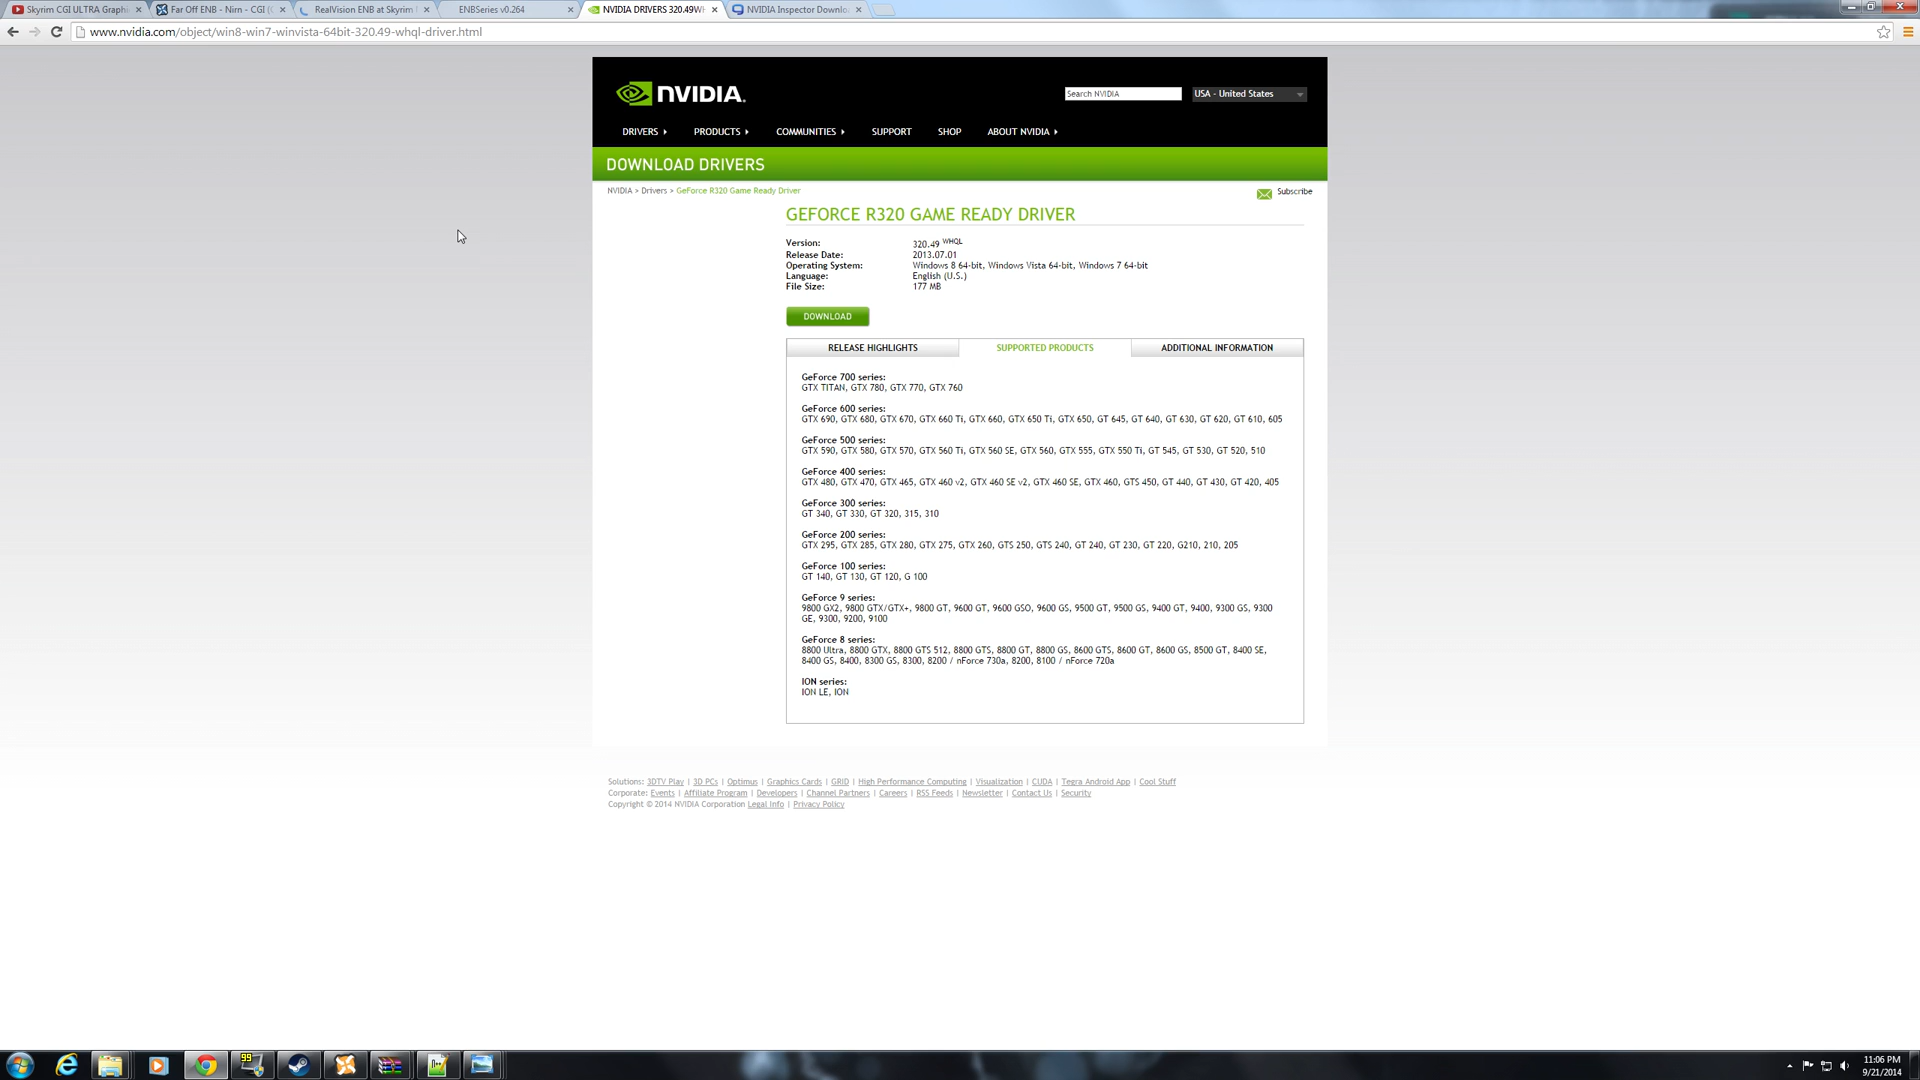 Skyrim CGI ULTRA Graphi
Far Off ENB - Nirn - CGI (
RealVision ENB at Skyrim
ENBSeries v0.264
NVIDIA DRIVERS 320.49WH
NVIDIA Inspector Downlo
www.nvidia.com/object/win8-win7-winvista-64bit-320.49-whql-driver.html
NVIDIA.
Search NVIDIA
USA - United States
DRIVERS PRODUCTS COMMUNITIES SUPPORT SHOP ABOUT NVIDIA
DOWNLOAD DRIVERS
NVIDIA > Drivers > GeForce R320 Game Ready Driver
Subscribe
GEFORCE R320 GAME READY DRIVER
Version: 320.49 WHQL
Release Date: 2013.07.01
Operating System: Windows 8 64-bit, Windows Vista 64-bit, Windows 7 64-bit
Language: English (U.S.)
File Size: 177 MB
DOWNLOAD
RELEASE HIGHLIGHTS SUPPORTED PRODUCTS ADDITIONAL INFORMATION
GeForce 700 series:
GTX TITAN, GTX 780, GTX 770, GTX 760
GeForce 600 series:
GTX 690, GTX 680, GTX 670, GTX 660 Ti, GTX 660, GTX 650 Ti, GTX 650, GT 645, GT 640, GT 630, GT 620, GT 610, 605
GeForce 500 series:
GTX 590, GTX 580, GTX 570, GTX 560 Ti, GTX 560 SE, GTX 560, GTX 555, GTX 550 Ti, GT 545, GT 530, GT 520, 510
GeForce 400 series:
GTX 480, GTX 470, GTX 465, GTX 460 v2, GTX 460 SE v2, GTX 460 SE, GTX 460, GTS 450, GT 440, GT 430, GT 420, 405
GeForce 300 series:
GT 340, GT 330, GT 320, 315, 310
GeForce 200 series:
GTX 295, GTX 285, GTX 280, GTX 275, GTX 260, GTS 250, GTS 240, GT 240, GT 230, GT 220, G210, 210, 205
GeForce 100 series:
GT 140, GT 130, GT 120, G 100
GeForce 9 series:
9800 GX2, 9800 GTX/GTX+, 9800 GT, 9600 GT, 9600 GSO, 9600 GS, 9500 GT, 9500 GS, 9400 GT, 9400, 9300 GS, 9300
GE, 9300, 9200, 9100
GeForce 8 series:
8800 Ultra, 8800 GTX, 8800 GTS 512, 8800 GTS, 8800 GT, 8800 GS, 8600 GTS, 8600 GT, 8600 GS, 8500 GT, 8400 SE,
8400 GS, 8400, 8300 GS, 8300, 8200 / nForce 730a, 8200, 8100 / nForce 720a
ION series:
ION LE, ION
Solutions: 3DTV Play | 3D PCs | Optimus | Graphics Cards | GRID | High Performance Computing | Visualization | CUDA | Tegra Android App | Cool Stuff
Corporate: Events | Affiliate Program | Developers | Channel Partners | Careers | RSS Feeds | Newsletter | Contact Us | Security
Copyright © 2014 NVIDIA Corporation Legal Info | Privacy Policy
99
11:06 PM
9/21/2014